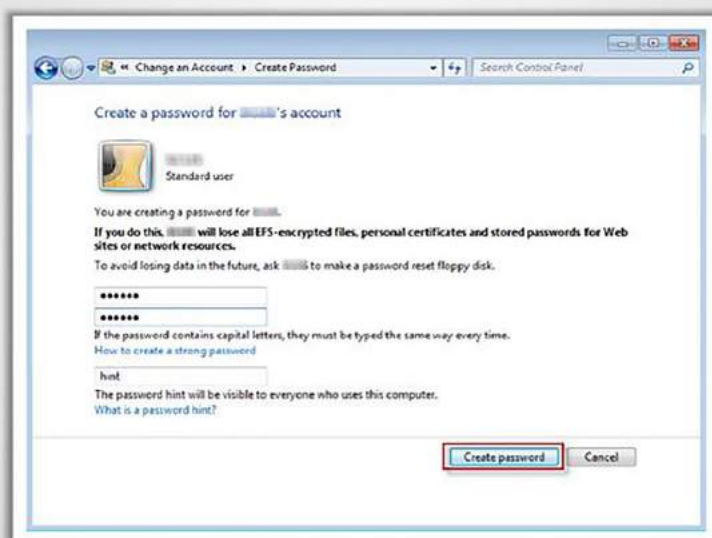 « Change an Account ▸ Create Password
Search Control Panel
Create a password for 's account
Standard user
You are creating a password for .
If you do this, will lose all EFS-encrypted files, personal certificates and stored passwords for Web
sites or network resources.
To avoid losing data in the future, ask to make a password reset floppy disk.
••••••
••••••
If the password contains capital letters, they must be typed the same way every time.
How to create a strong password
hint
The password hint will be visible to everyone who uses this computer.
What is a password hint?
Create password
Cancel